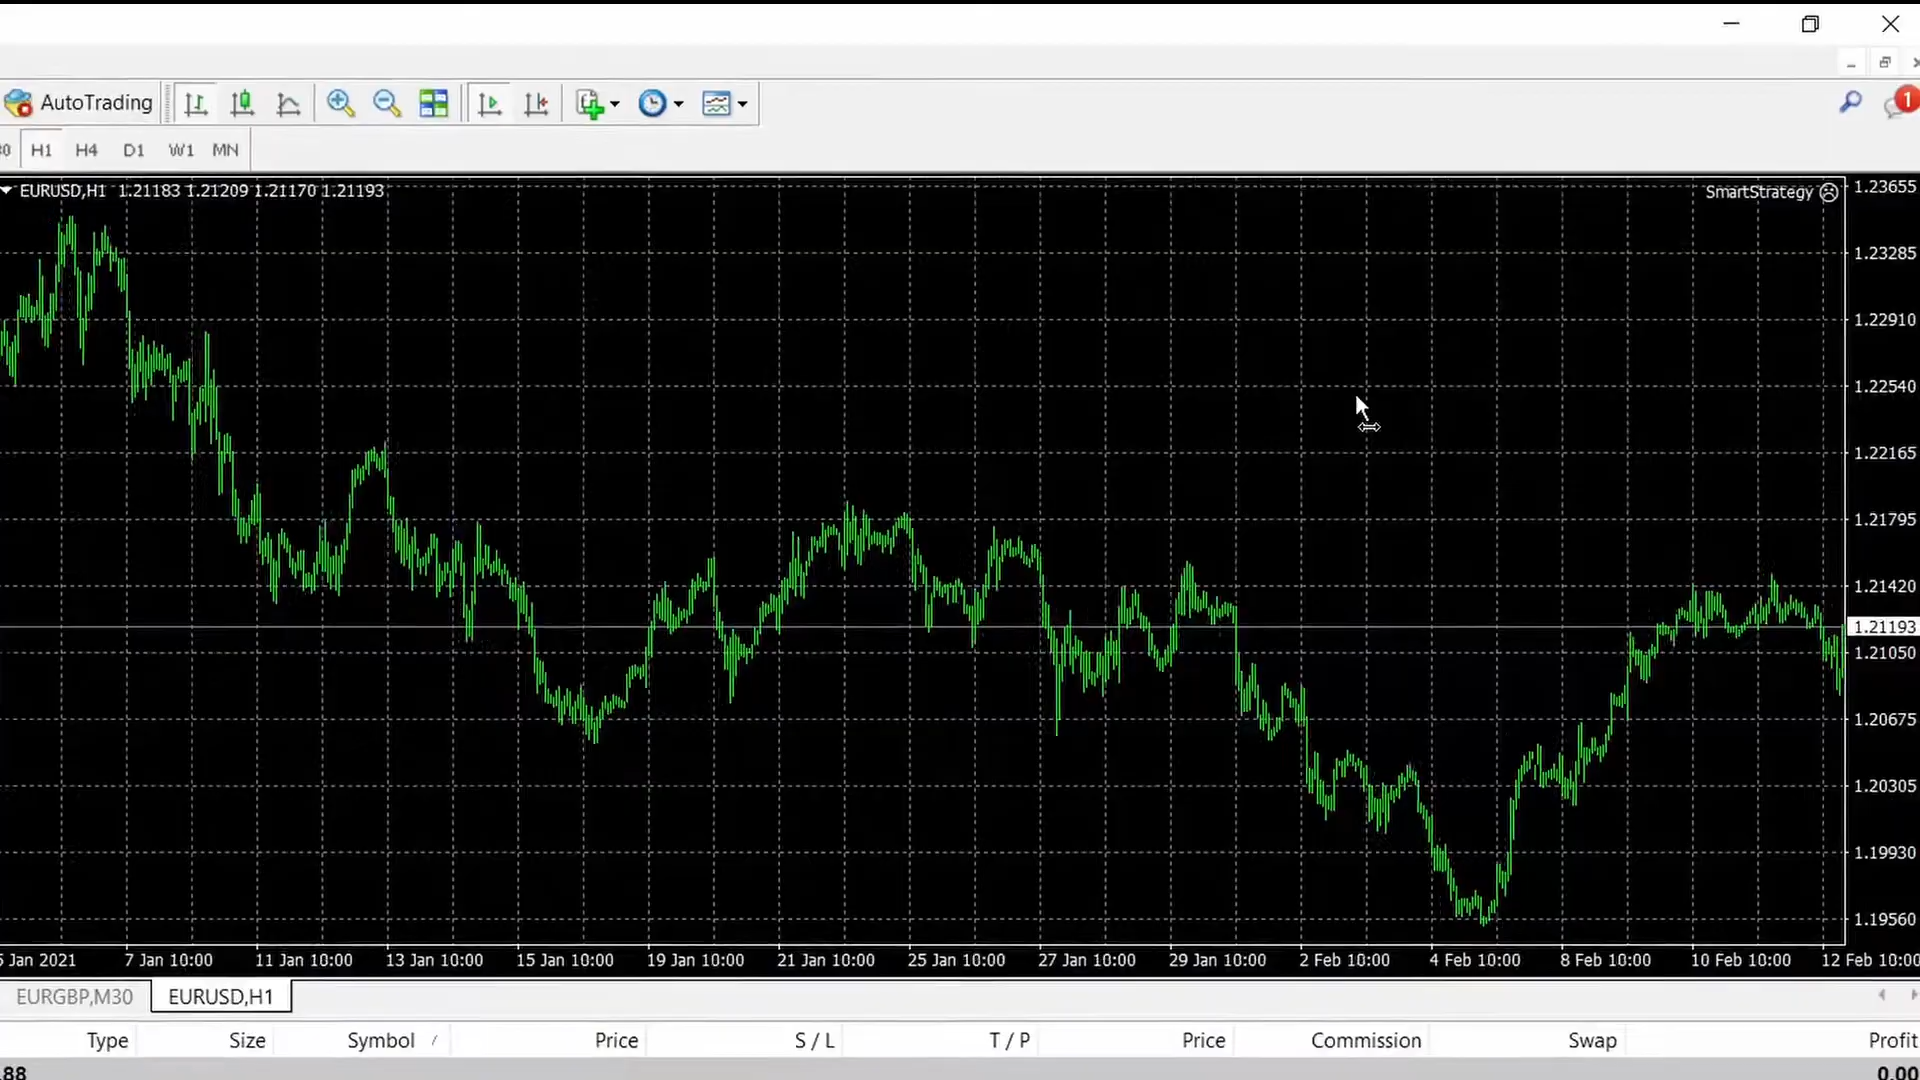 1
AutoTrading
H1 H4 D1 W1 MN
EURUSD,H1 1.21183 1.21209 1.21170 1.21193
SmartStrategy
1.23655
1.23285
1.22910
1.22540
1.22165
1.21795
1.21420
1.21193
1.21050
1.20675
1.20305
1.19930
1.19560
5 Jan 2021 7 Jan 10:00 11 Jan 10:00 13 Jan 10:00 15 Jan 10:00 19 Jan 10:00 21 Jan 10:00 25 Jan 10:00 27 Jan 10:00 29 Jan 10:00 2 Feb 10:00 4 Feb 10:00 8 Feb 10:00 10 Feb 10:00 12 Feb 10:00
EURGBP,M30 EURUSD,H1
Type Size Symbol / Price S / L T / P Price Commission Swap Profit
.88 0.00